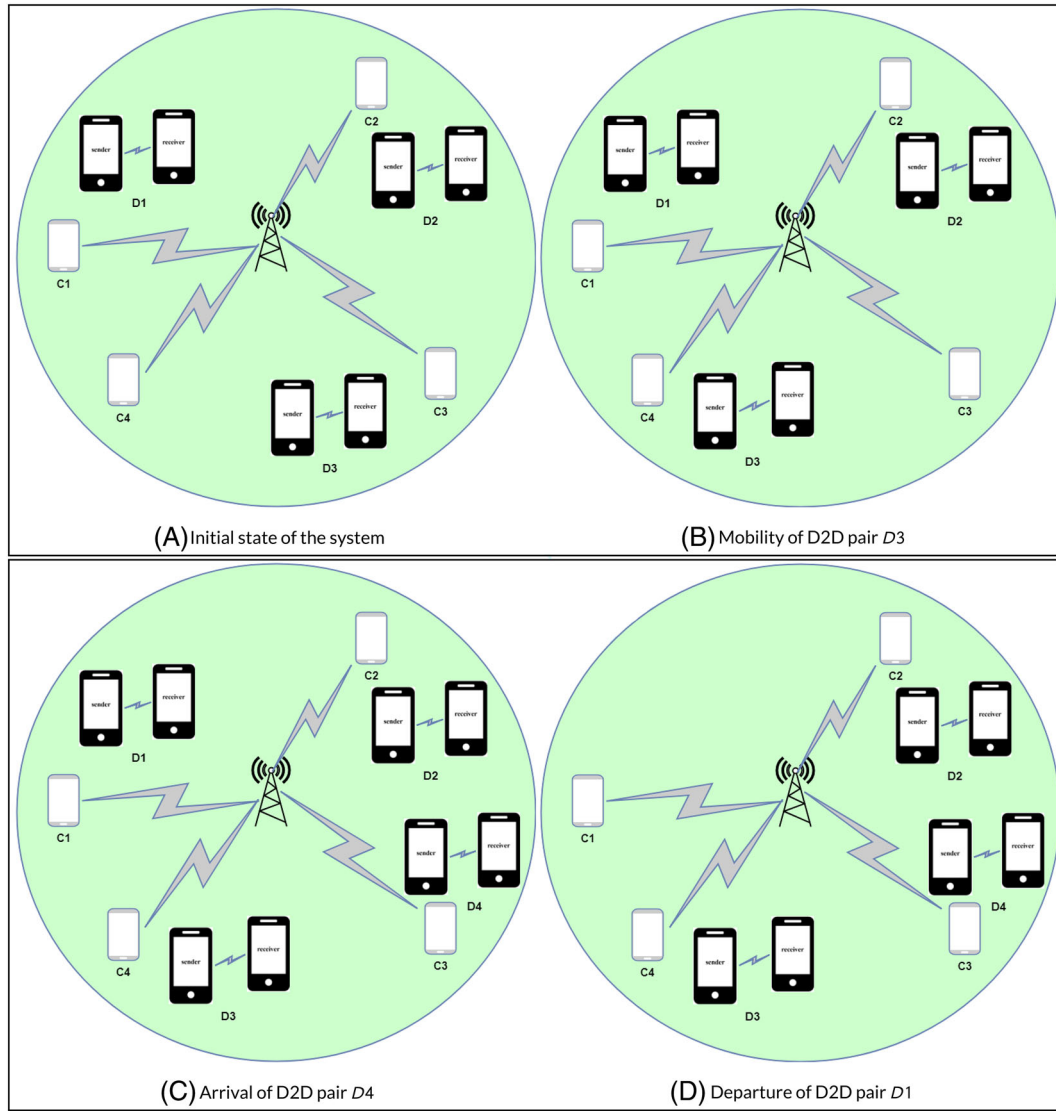 C2
sender
receiver
D1
sender
receiver
D2
C1
C4
sender
receiver
D3
C3
(A) Initial state of the system
C2
sender
receiver
D1
sender
receiver
D2
C1
C4
sender
receiver
D3
C3
(B) Mobility of D2D pair D3
C2
sender
receiver
D1
sender
receiver
D2
C1
sender
receiver
D4
C4
sender
receiver
D3
C3
(C) Arrival of D2D pair D4
C2
sender
receiver
D2
C1
sender
receiver
D4
C4
sender
receiver
D3
C3
(D) Departure of D2D pair D1